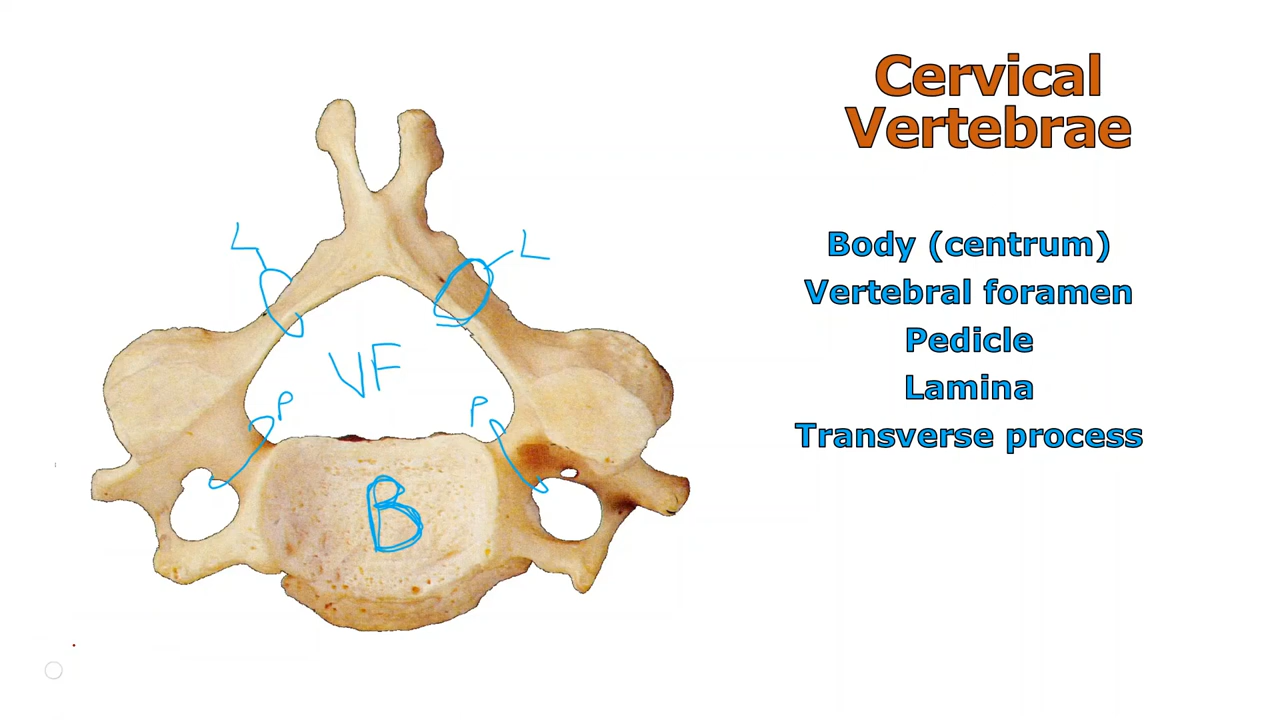 Cervical
Vertebrae
L
L
Body (centrum)
Vertebral foramen
Pedicle
VF
Lamina
P
P
Transverse process
B